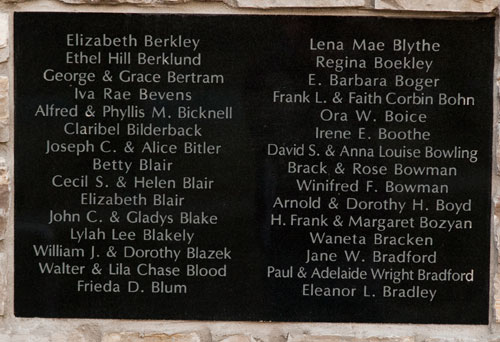 Elizabeth Berkley
Ethel Hill Berklund
George & Grace Bertram
Iva Rae Bevens
Alfred & Phyllis M. Bicknell
Claribel Bilderback
Joseph C. & Alice Bitler
Betty Blair
Cecil S. & Helen Blair
Elizabeth Blair
John C. & Gladys Blake
Lylah Lee Blakely
William J. & Dorothy Blazek
Walter & Lila Chase Blood
Frieda D. Blum
Lena Mae Blythe
Regina Boekley
E. Barbara Boger
Frank L. & Faith Corbin Bohn
Ora W. Boice
Irene E. Boothe
David S. & Anna Louise Bowling
Brack & Rose Bowman
Winifred F. Bowman
Arnold & Dorothy H. Boyd
H. Frank & Margaret Bozyan
Waneta Bracken
Jane W. Bradford
Paul & Adelaide Wright Bradford
Eleanor L. Bradley